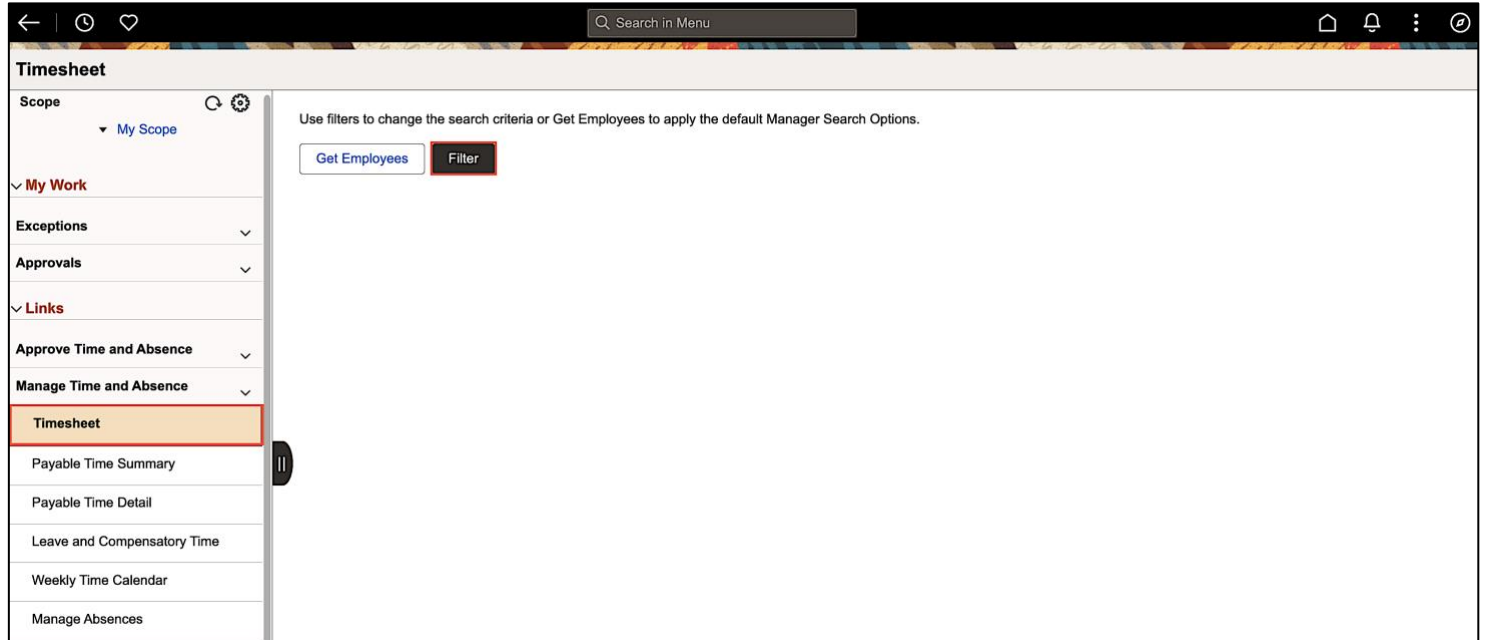 Search in Menu
Timesheet
Scope
My Scope
My Work
Exceptions
Approvals
Links
Approve Time and Absence
Manage Time and Absence
Timesheet
Payable Time Summary
Payable Time Detail
Leave and Compensatory Time
Weekly Time Calendar
Manage Absences
Use filters to change the search criteria or Get Employees to apply the default Manager Search Options.
Get Employees Filter